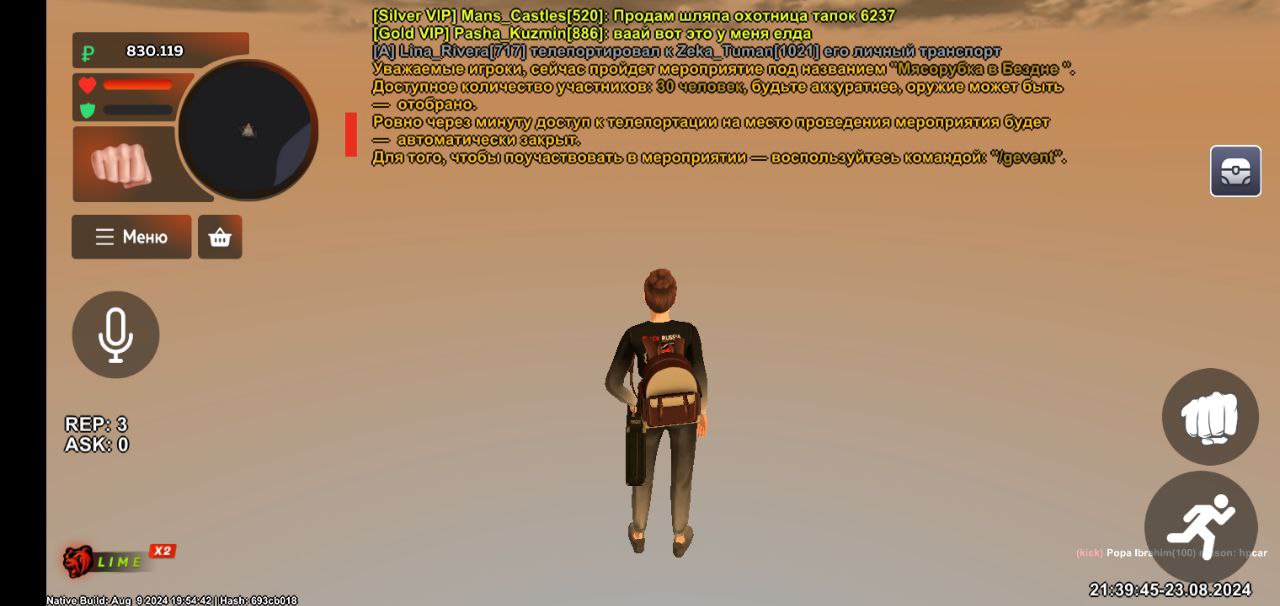 [Silver VIP] Mans_Castles[520]: Продам шляпа охотница тапок 6237
[Gold VIP] Pasha_Kuzmin[886]: ваай вот это у меня елда
[A] Lina_Rivera[717] телепортировал к Zeka_Tuman[1021] его личный транспорт
Уважаемые игроки, сейчас пройдет мероприятие под названием "Мясорубка в Бездне ".
Доступное количество участников: 30 человек, будьте аккуратнее, оружие может быть
— отобрано.
Ровно через минуту доступ к телепортации на место проведения мероприятия будет
— автоматически закрыт.
Для того, чтобы поучаствовать в мероприятии — воспользуйтесь командой: "/gevent".
830.119
Меню
RUSSIA
REP: 3
ASK: 0
LIME X2
(kick) Popa Ibrahim(100) reason: hpcar
21:39:45-23.08.2024
Native Build: Aug 9 2024 19:54:42 | Hash: 693cb018